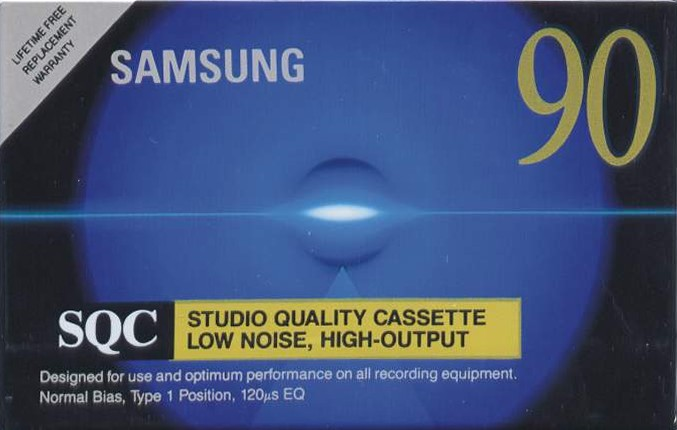 LIFETIME FREE
REPLACEMENT
WARRANTY
SAMSUNG
90
SQC
STUDIO QUALITY CASSETTE
LOW NOISE, HIGH-OUTPUT
Designed for use and optimum performance on all recording equipment.
Normal Bias, Type 1 Position, 120µs EQ